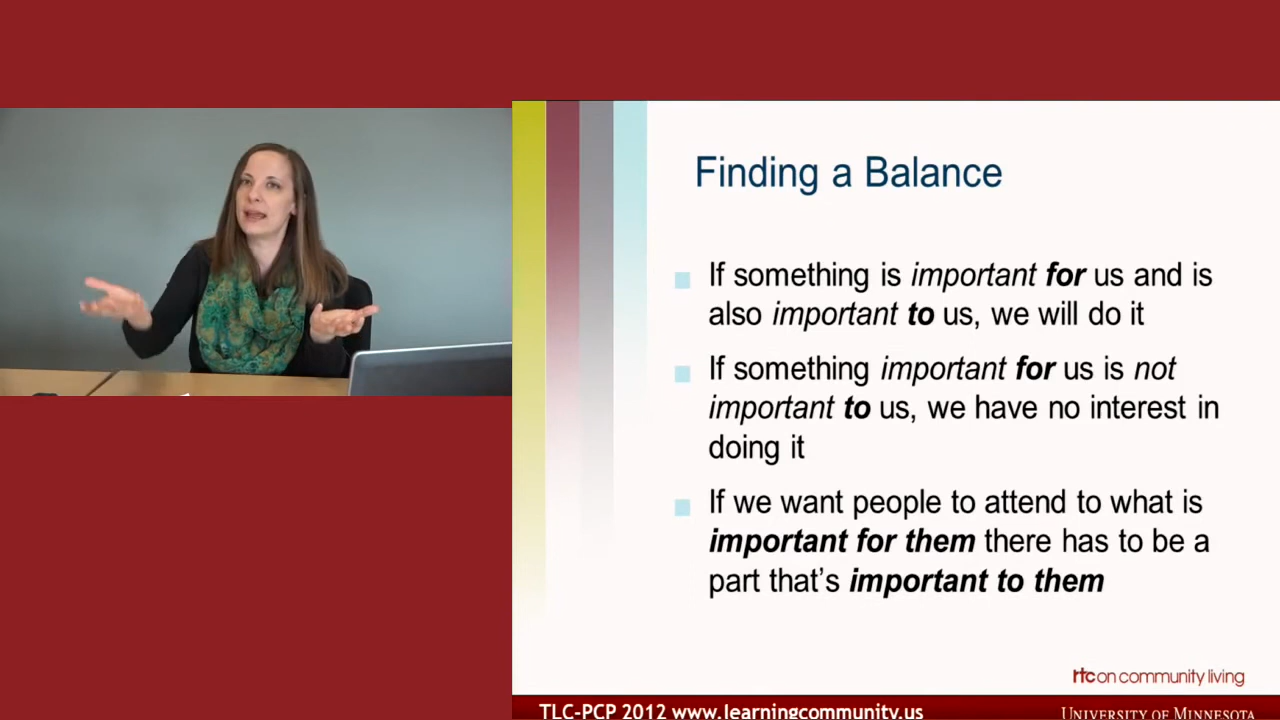 Finding a Balance
If something is important for us and is
also important to us, we will do it
If something important for us is not
important to us, we have no interest in
doing it
If we want people to attend to what is
important for them there has to be a
part that's important to them
rtc on community living
TLC-PCP 2012 www.learningcommunity.us
UNIVERSITY OF MINNESOTA